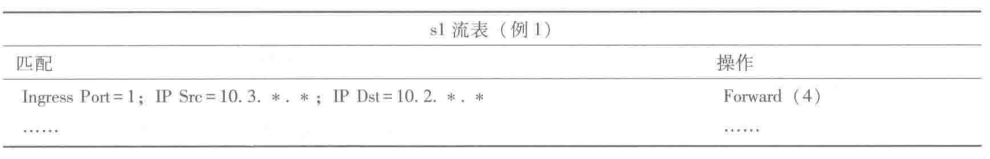 s1 流表（例 1）
匹配 操作
Ingress Port = 1； IP Src = 10. 3. *. *； IP Dst = 10. 2. *. * Forward（4）
…… ……